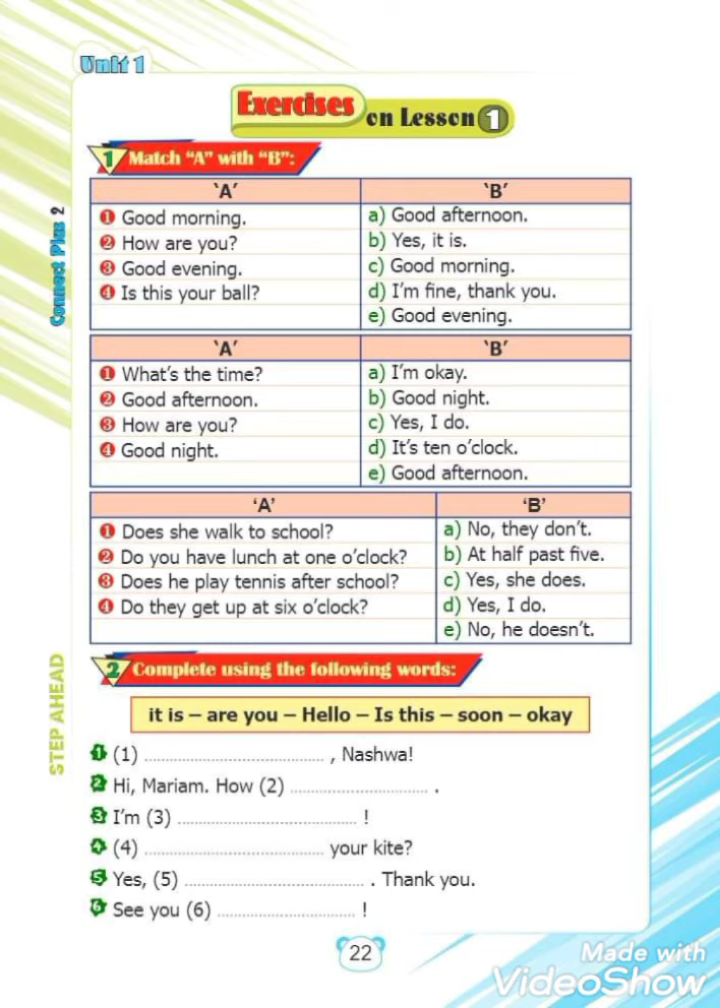 Unit 1
Exercises on Lesson 1
1 Match “A” with “B”:
‘A’ ‘B’
1 Good morning. a) Good afternoon.
2 How are you? b) Yes, it is.
3 Good evening. c) Good morning.
4 Is this your ball? d) I’m fine, thank you.
e) Good evening.
‘A’ ‘B’
1 What’s the time? a) I’m okay.
2 Good afternoon. b) Good night.
3 How are you? c) Yes, I do.
4 Good night. d) It’s ten o’clock.
e) Good afternoon.
‘A’ ‘B’
1 Does she walk to school? a) No, they don’t.
2 Do you have lunch at one o’clock? b) At half past five.
3 Does he play tennis after school? c) Yes, she does.
4 Do they get up at six o’clock? d) Yes, I do.
e) No, he doesn’t.
2 Complete using the following words:
it is – are you – Hello – Is this – soon – okay
1 (1) ................................ , Nashwa!
2 Hi, Mariam. How (2) ........................ .
3 I’m (3) ................................ !
4 (4) ................................ your kite?
5 Yes, (5) ................................ . Thank you.
6 See you (6) ........................ !
Connect Plus 2
STEP AHEAD
22
Made with
VideoShow